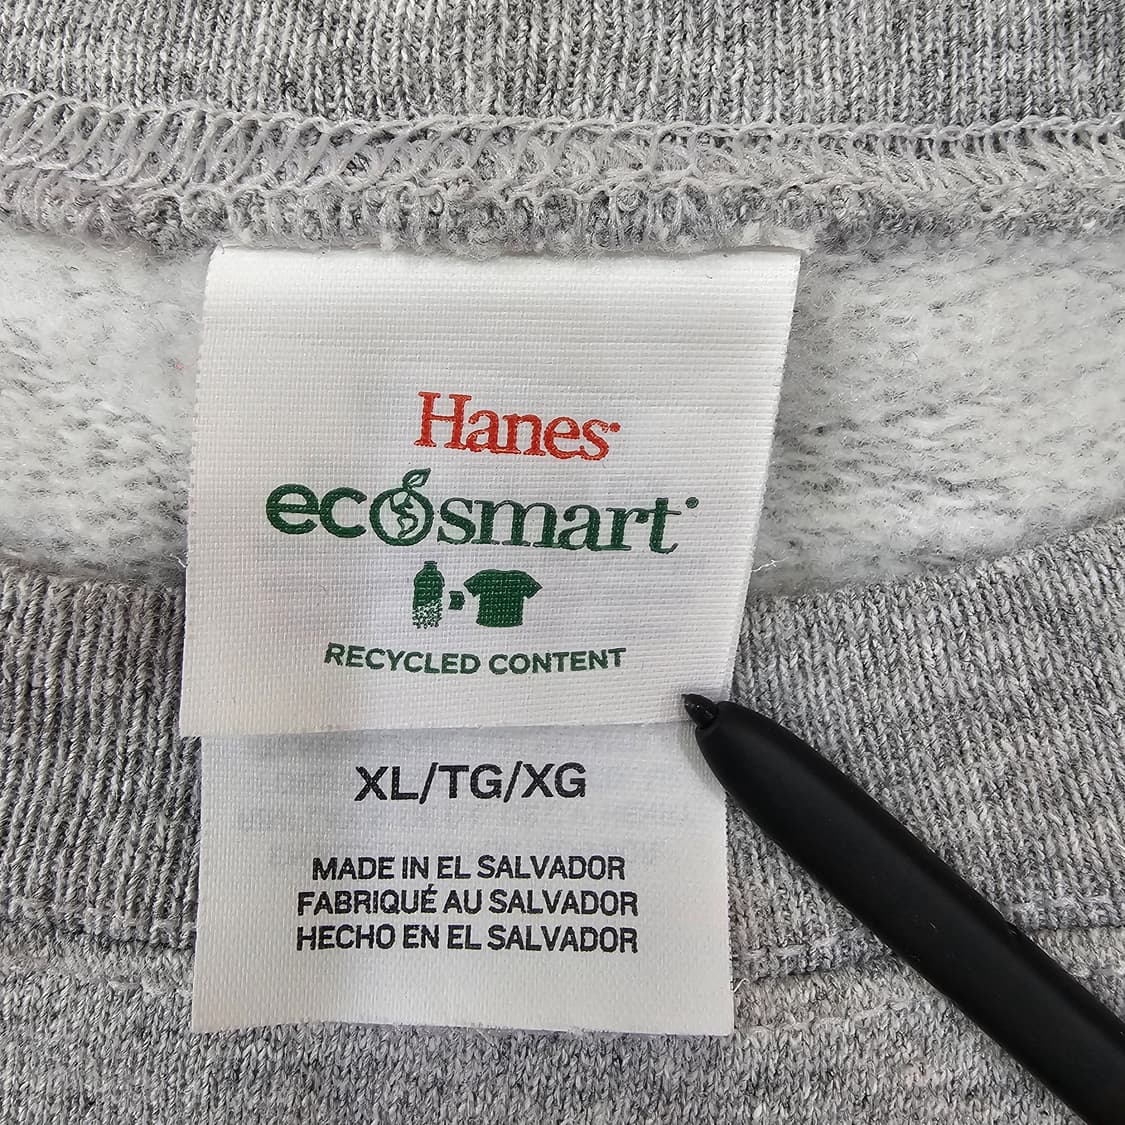 Hanes
ecosmart
RECYCLED CONTENT
XL/TG/XG
MADE IN EL SALVADOR
FABRIQUÉ AU SALVADOR
HECHO EN EL SALVADOR